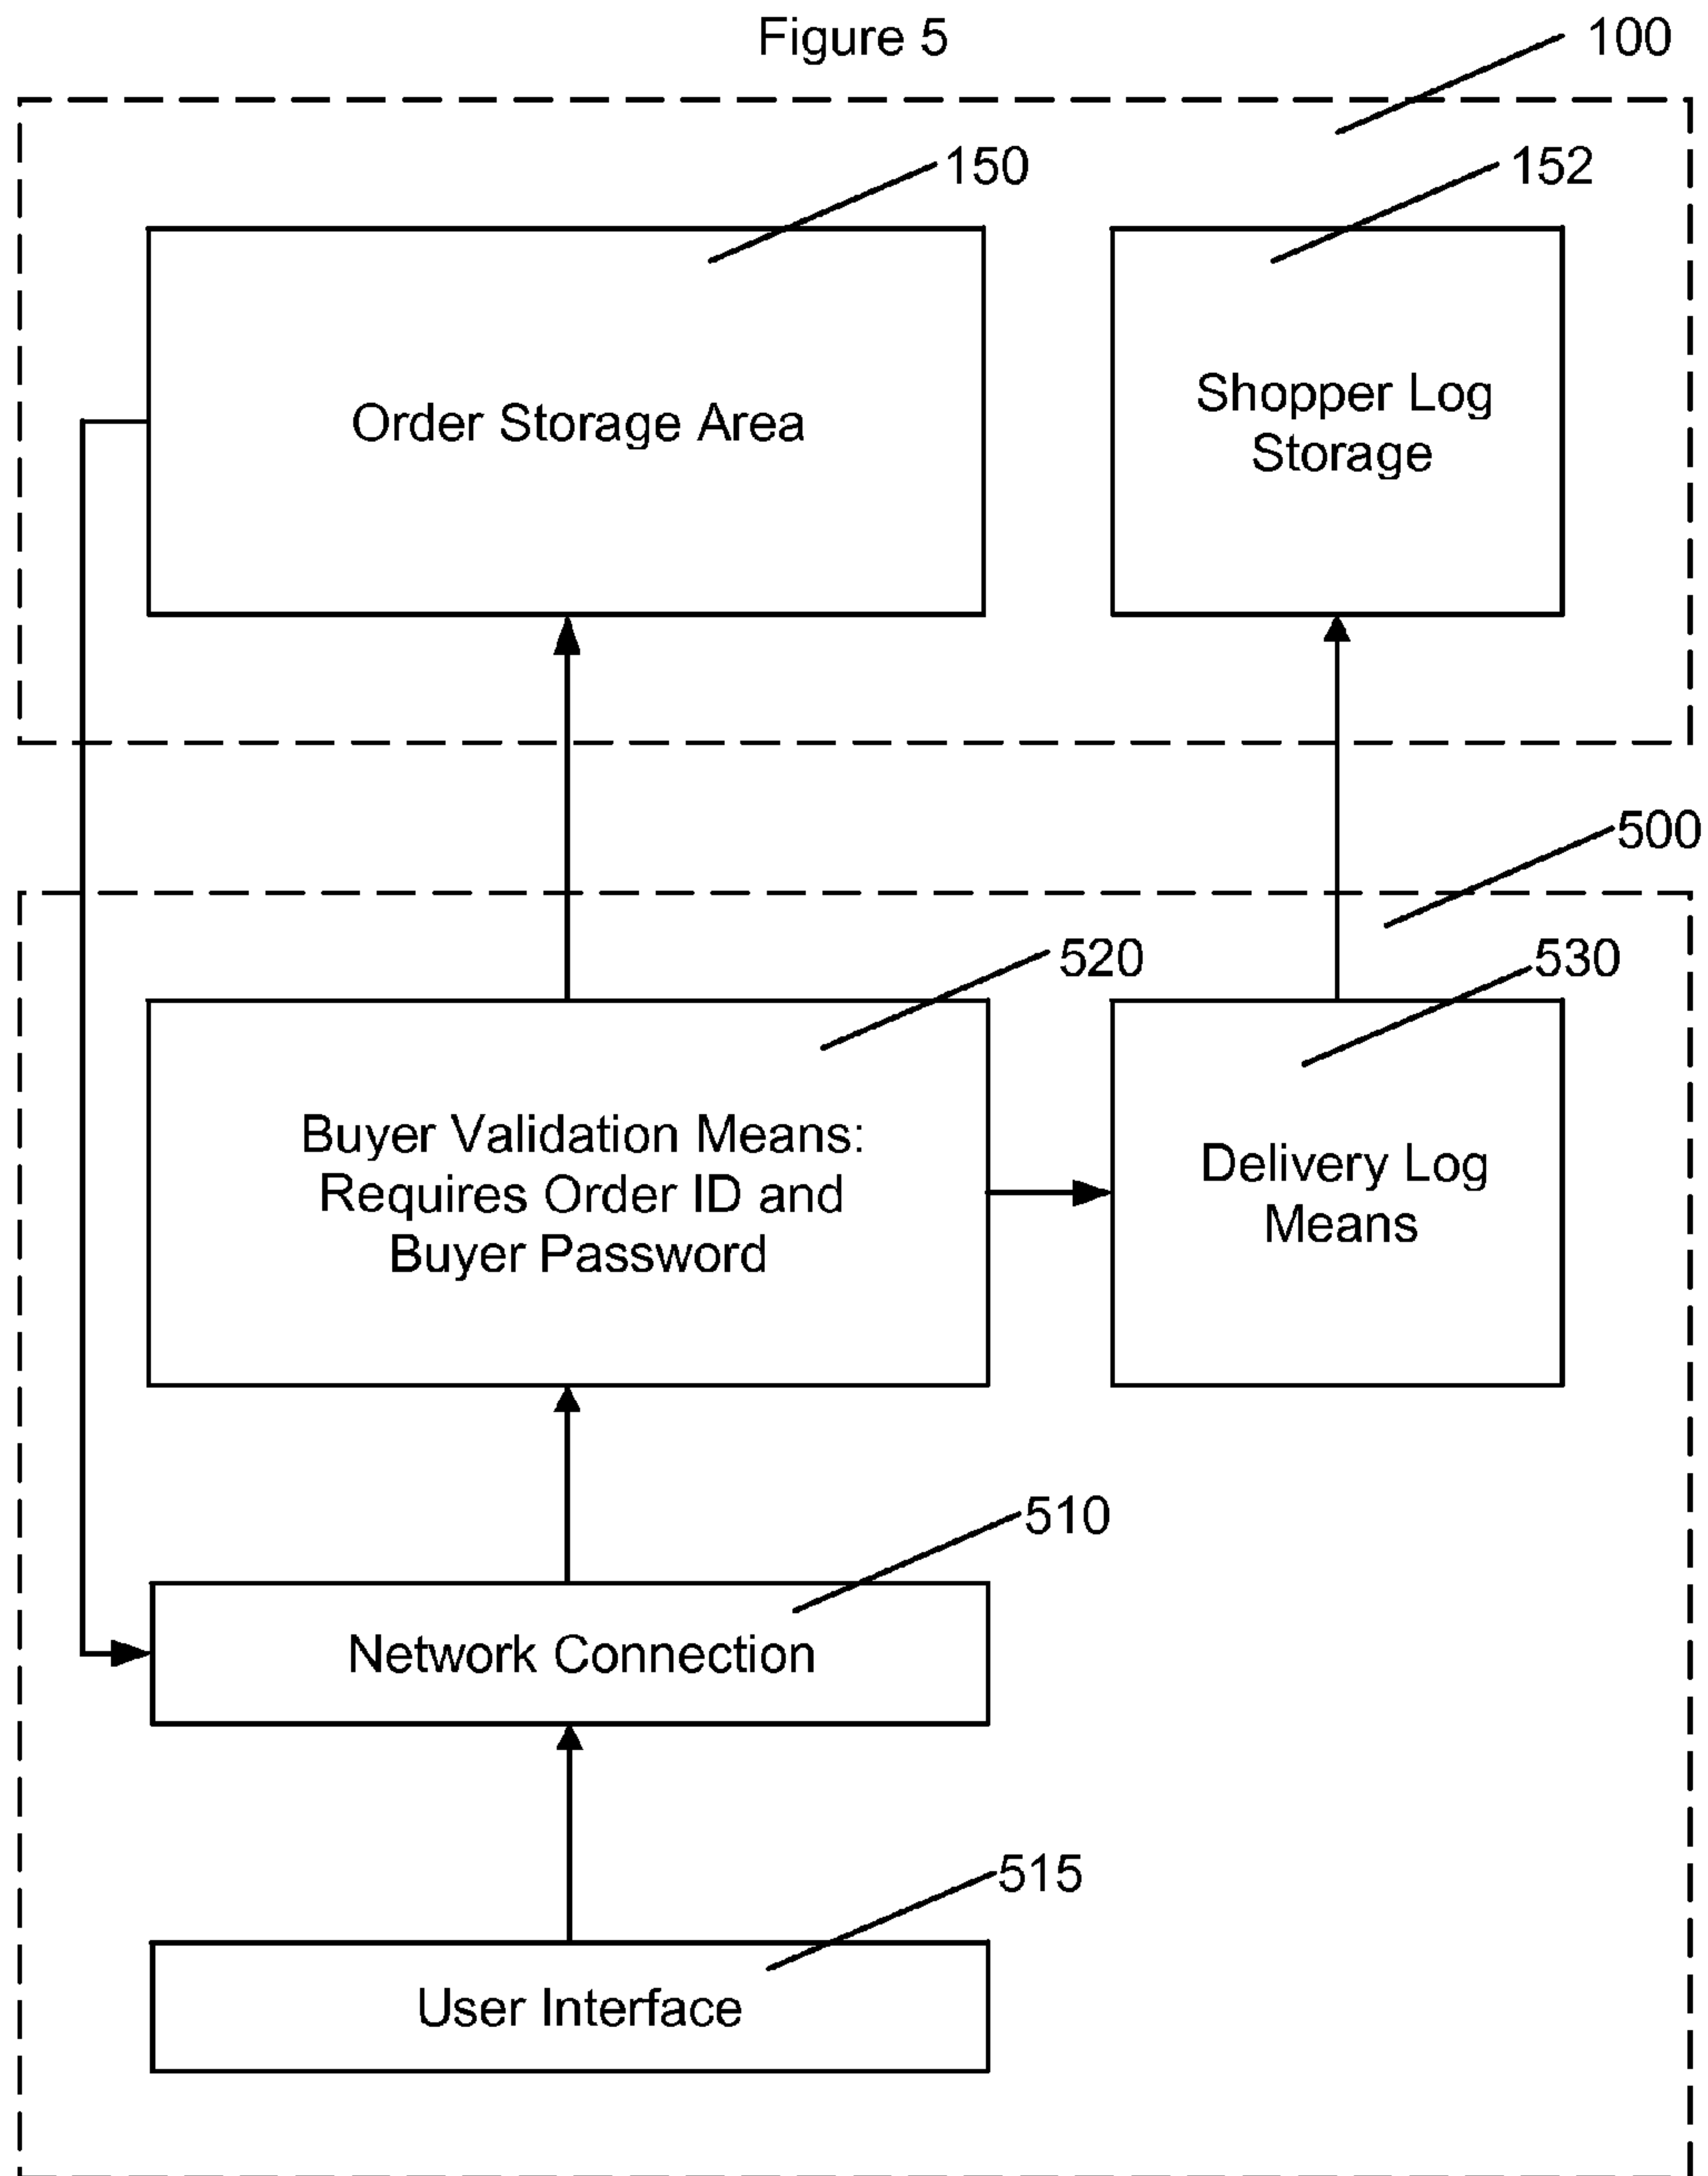 Figure 5
100
150
152
Order Storage Area
Shopper Log
Storage
500
520
530
Buyer Validation Means:
Requires Order ID and
Buyer Password
Delivery Log
Means
510
Network Connection
515
User Interface